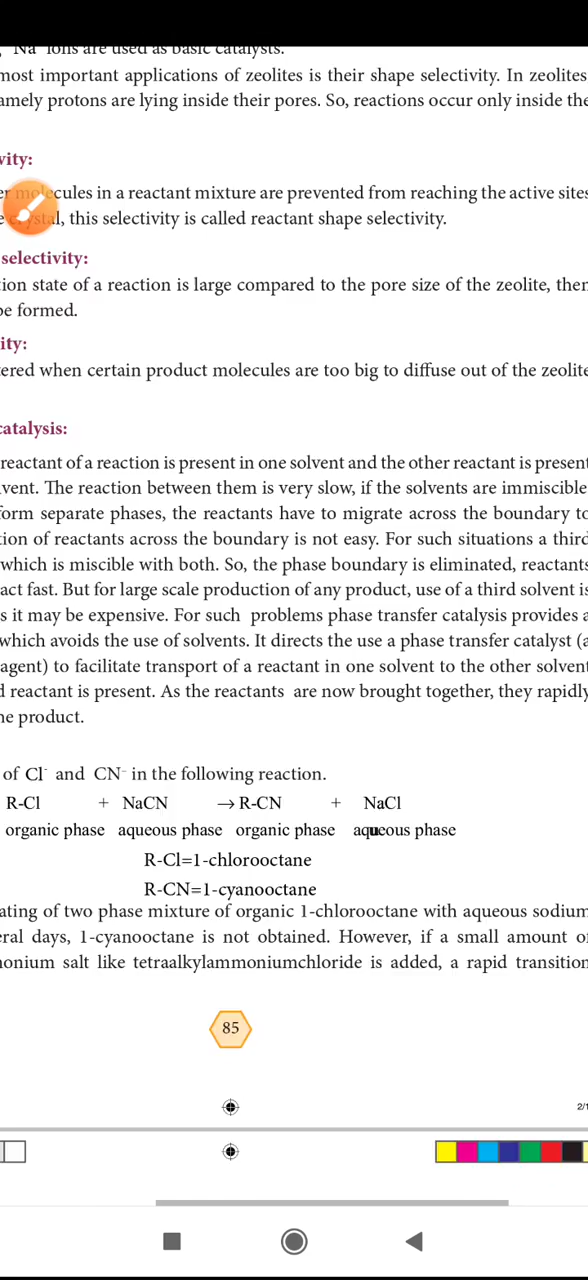 Na⁺ ions are used as basic catalysts.
most important applications of zeolites is their shape selectivity. In zeolites
amely protons are lying inside their pores. So, reactions occur only inside the
vity:
er molecules in a reactant mixture are prevented from reaching the active sites
e crystal, this selectivity is called reactant shape selectivity.
selectivity:
tion state of a reaction is large compared to the pore size of the zeolite, then
be formed.
ity:
tered when certain product molecules are too big to diffuse out of the zeolite
catalysis:
reactant of a reaction is present in one solvent and the other reactant is present
lvent. The reaction between them is very slow, if the solvents are immiscible
form separate phases, the reactants have to migrate across the boundary to
tion of reactants across the boundary is not easy. For such situations a third
which is miscible with both. So, the phase boundary is eliminated, reactants
act fast. But for large scale production of any product, use of a third solvent is
s it may be expensive. For such problems phase transfer catalysis provides a
which avoids the use of solvents. It directs the use a phase transfer catalyst (a
agent) to facilitate transport of a reactant in one solvent to the other solvent
d reactant is present. As the reactants are now brought together, they rapidly
he product.
of Cl⁻ and CN⁻ in the following reaction.
R-Cl + NaCN → R-CN + NaCl
organic phase aqueous phase organic phase aqueous phase
R-Cl=1-chlorooctane
R-CN=1-cyanooctane
ating of two phase mixture of organic 1-chlorooctane with aqueous sodium
eral days, 1-cyanooctane is not obtained. However, if a small amount of
monium salt like tetraalkylammoniumchloride is added, a rapid transition
85
2/1